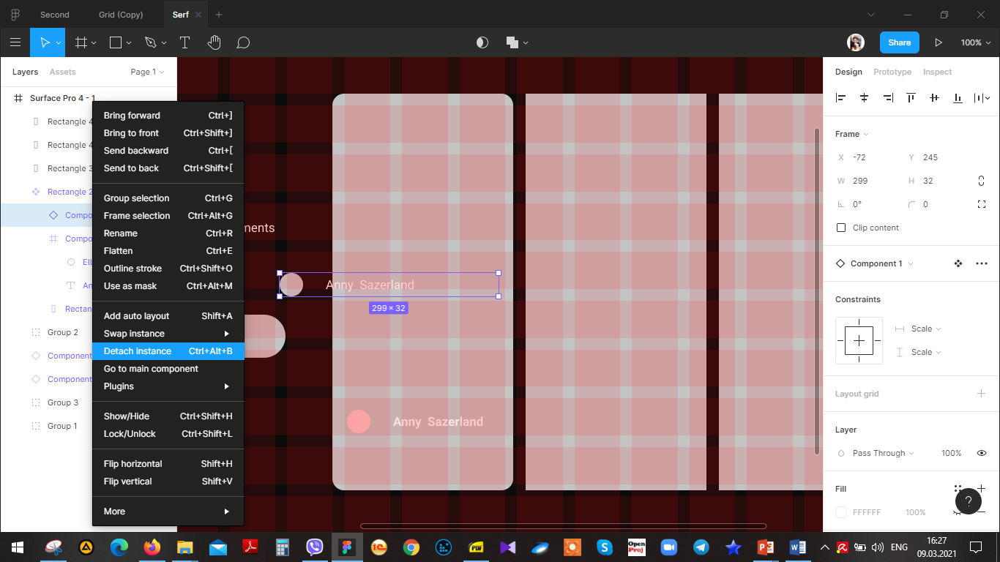 Second
Grid (Copy)
Serf
Share
100%
Layers
Assets
Page 1
Surface Pro 4 - 1
Rectangle 4
Rectangle 4
Rectangle 3
Rectangle 2
Compo
Compo
Ell
An
Rectan
Group 2
Component
Component
Group 3
Group 1
Bring forward Ctrl+]
Bring to front Ctrl+Shift+]
Send backward Ctrl+[
Send to back Ctrl+Shift+[
Group selection Ctrl+G
Frame selection Ctrl+Alt+G
Rename Ctrl+R
Flatten Ctrl+E
Outline stroke Ctrl+Shift+O
Use as mask Ctrl+Alt+M
Add auto layout Shift+A
Swap instance
Detach instance Ctrl+Alt+B
Go to main component
Plugins
Show/Hide Ctrl+Shift+H
Lock/Unlock Ctrl+Shift+L
Flip horizontal Shift+H
Flip vertical Shift+V
More
ments
Anny Sazerland
299 × 32
Anny Sazerland
Design
Prototype
Inspect
Frame
X -72 Y 245
W 299 H 32
0° 0
Clip content
Component 1
Constraints
Scale
Scale
Layout grid
Layer
Pass Through 100%
Fill
FFFFFF 100%
?
PDF
Open
Proj
ENG
16:27
09.03.2021